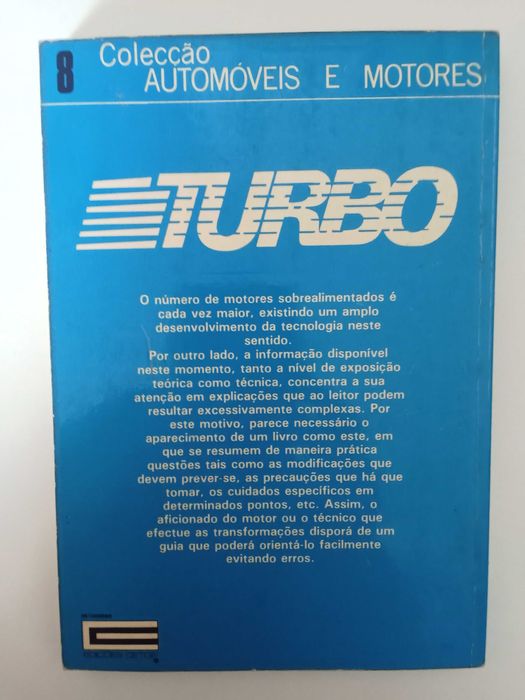 8
Colecção
AUTOMÓVEIS E MOTORES
TURBO
O número de motores sobrealimentados é
cada vez maior, existindo um amplo
desenvolvimento da tecnologia neste
sentido.
Por outro lado, a informação disponível
neste momento, tanto a nível de exposição
teórica como técnica, concentra a sua
atenção em explicações que ao leitor podem
resultar excessivamente complexas. Por
este motivo, parece necessário o
aparecimento de um livro como este, em
que se resumem de maneira prática
questões tais como as modificações que
devem prever-se, as precauções que há que
tomar, os cuidados específicos em
determinados pontos, etc. Assim, o
aficionado do motor ou o técnico que
efectue as transformações disporá de um
guia que poderá orientá-lo facilmente
evitando erros.
EDIÇÕES CETOP